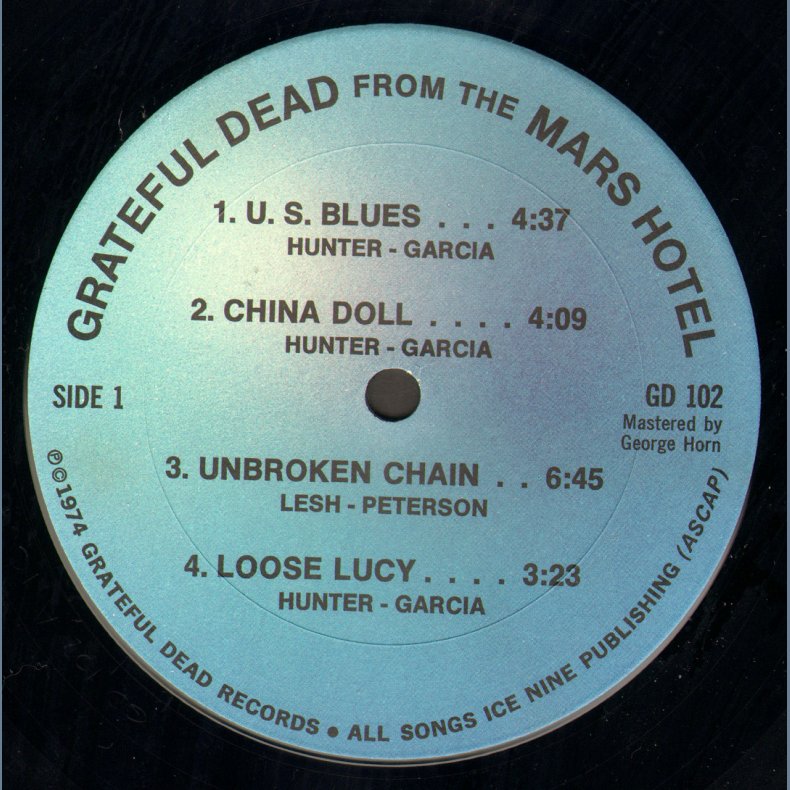 GRATEFUL DEAD FROM THE MARS HOTEL
1. U. S. BLUES . . . 4:37
HUNTER - GARCIA
2. CHINA DOLL . . . . 4:09
HUNTER - GARCIA
SIDE 1
GD 102
Mastered by
George Horn
3. UNBROKEN CHAIN . . 6:45
LESH - PETERSON
4. LOOSE LUCY . . . . 3:23
HUNTER - GARCIA
℗©1974 GRATEFUL DEAD RECORDS ● ALL SONGS ICE NINE PUBLISHING (ASCAP)